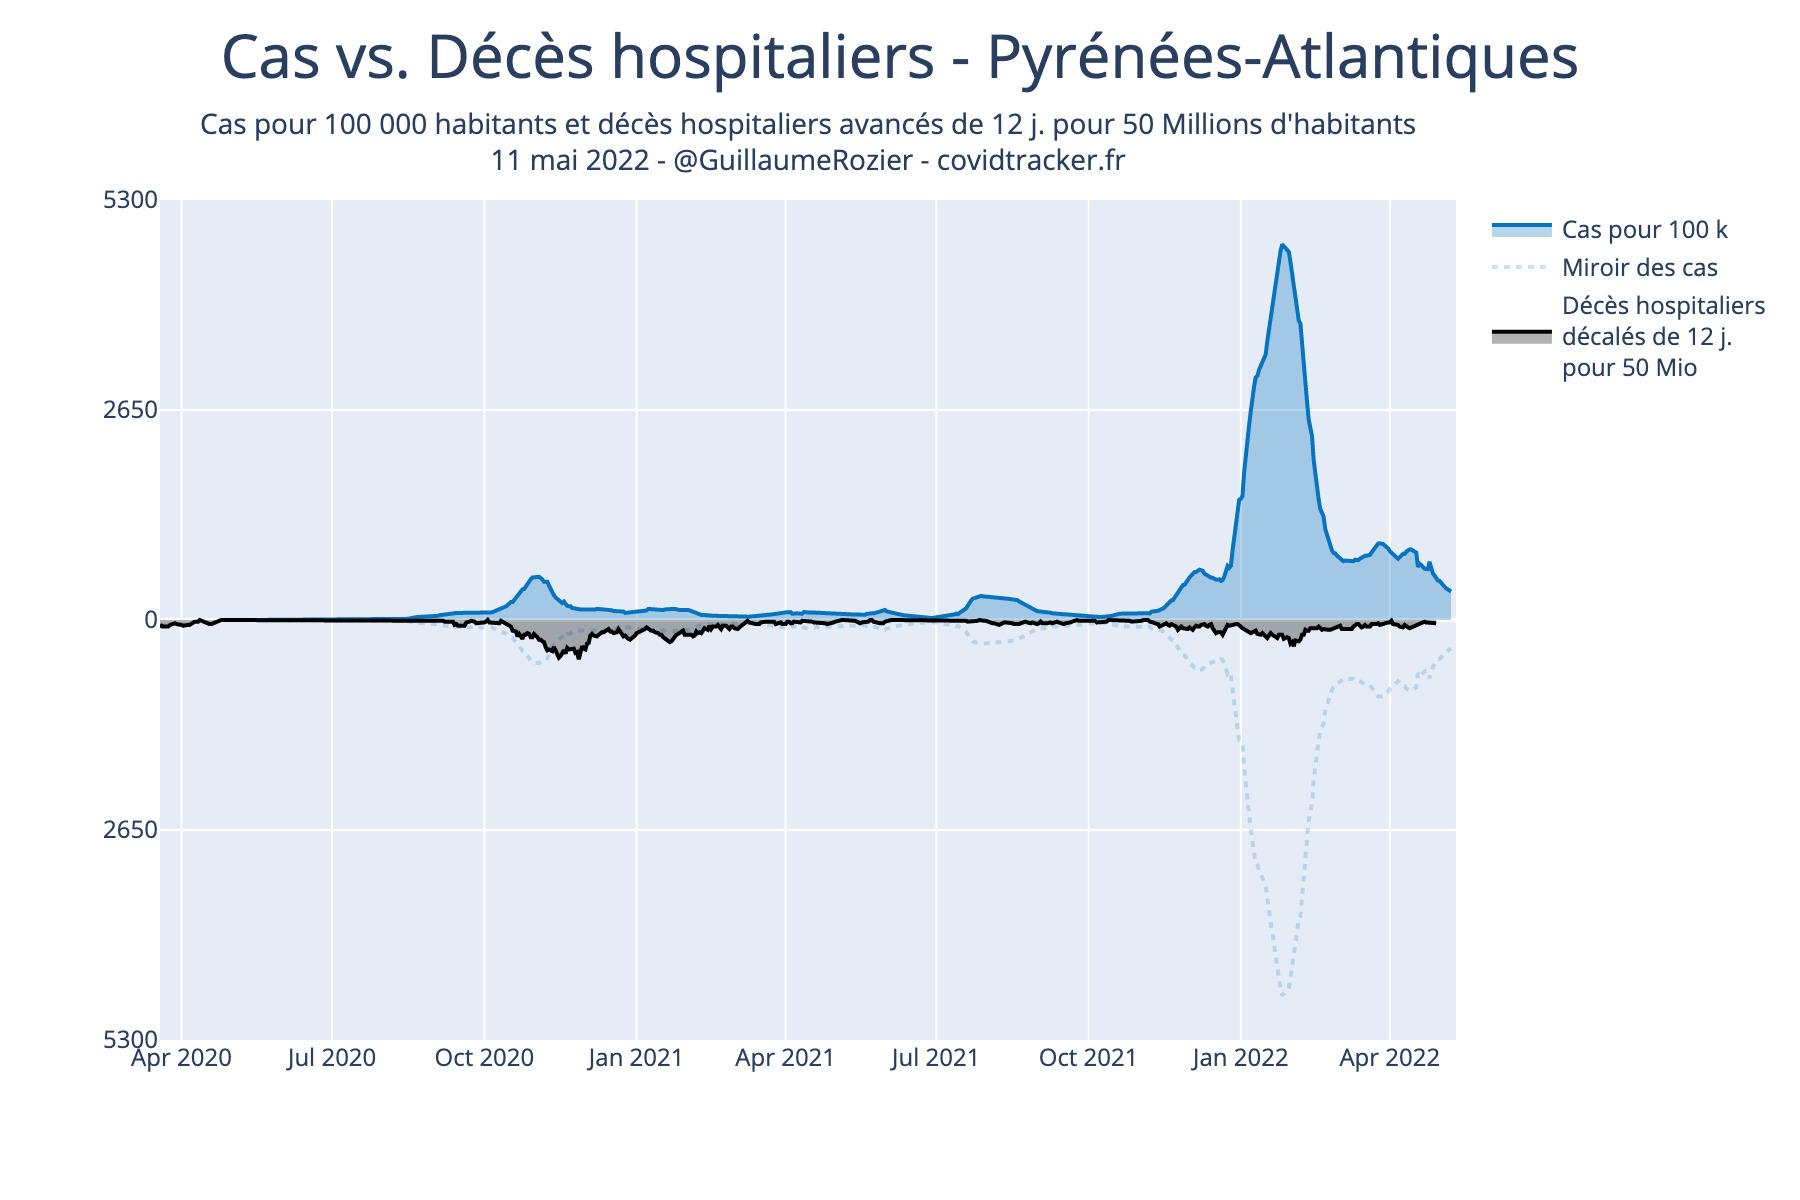 Cas vs. Décès hospitaliers - Pyrénées-Atlantiques
Cas pour 100 000 habitants et décès hospitaliers avancés de 12 j. pour 50 Millions d'habitants
11 mai 2022 - @GuillaumeRozier - covidtracker.fr
5300
2650
0
2650
5300
Apr 2020
Jul 2020
Oct 2020
Jan 2021
Apr 2021
Jul 2021
Oct 2021
Jan 2022
Apr 2022
Cas pour 100 k
Miroir des cas
Décès hospitaliers
décalés de 12 j.
pour 50 Mio